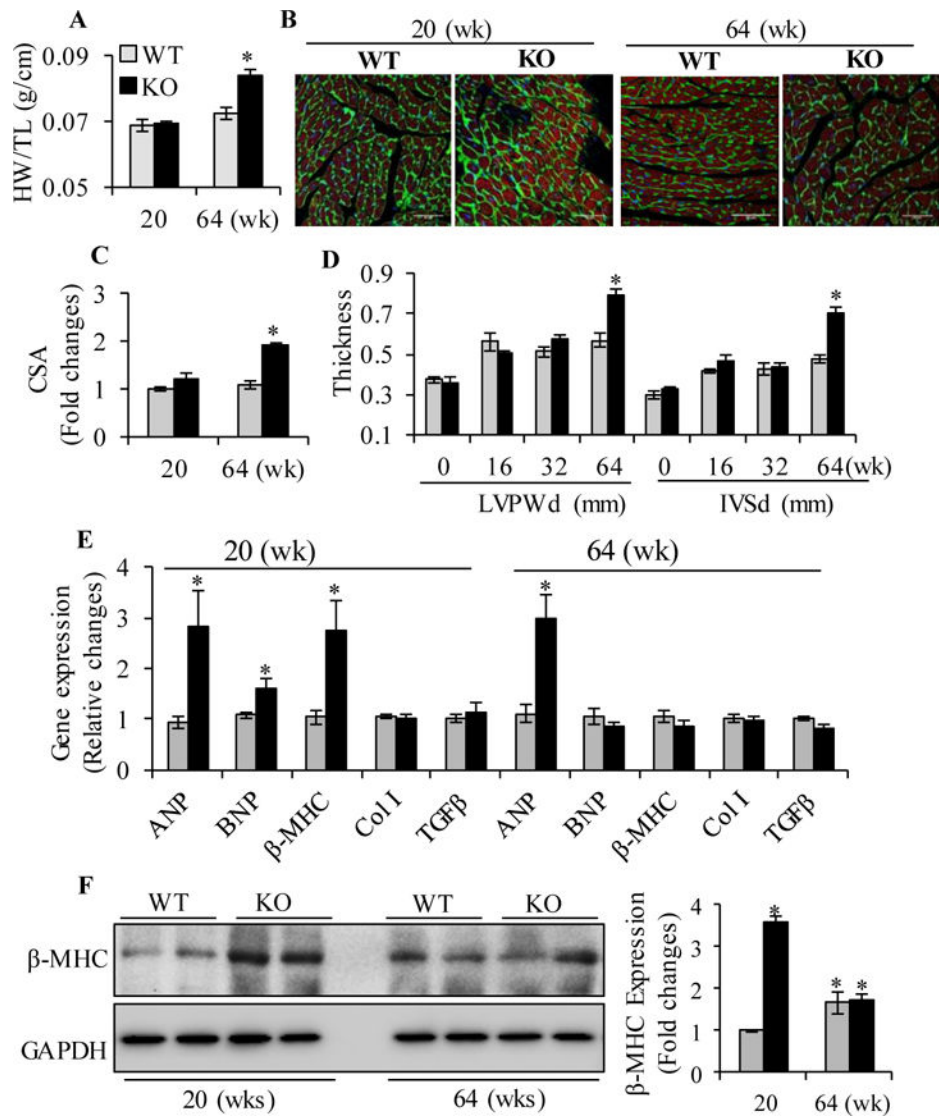 A
HW/TL (g/cm)
0.09
0.07
0.05
WT
KO
*
20 64 (wk)
B
20 (wk) 64 (wk)
WT KO WT KO
C
CSA
(Fold changes)
3
2
1
0
*
20 64 (wk)
D
Thickness
0.9
0.7
0.5
0.3
0.1
* *
0 16 32 64 0 16 32 64(wk)
LVPWd (mm) IVSd (mm)
E
20 (wk) 64 (wk)
Gene expression
(Relative changes)
4
3
2
1
0
* * * *
ANP BNP β-MHC Col I TGFβ ANP BNP β-MHC Col I TGFβ
F
WT KO WT KO
β-MHC
GAPDH
20 (wks) 64 (wks)
β-MHC Expression
(Fold changes)
4
3
2
1
0
* * *
20 64 (wk)